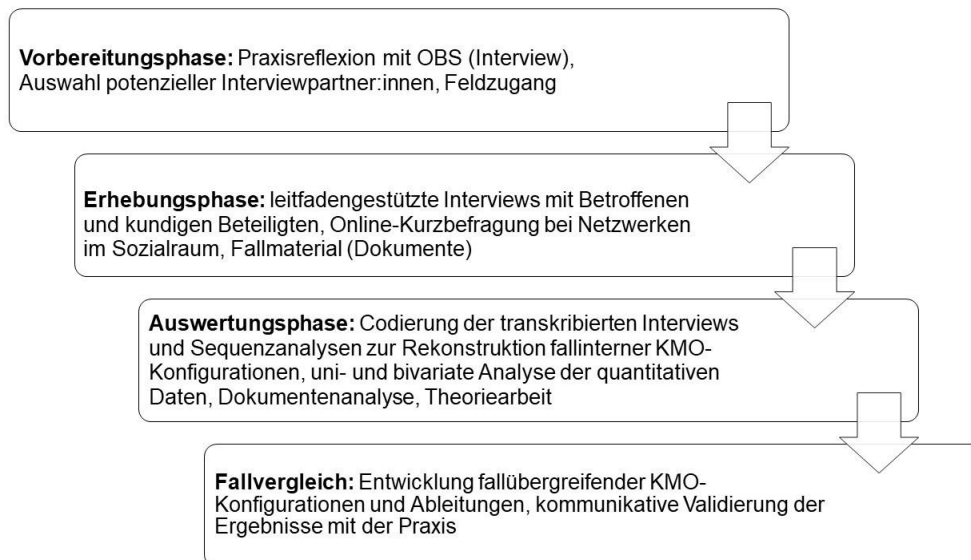 Vorbereitungsphase: Praxisreflexion mit OBS (Interview),
Auswahl potenzieller Interviewpartner:innen, Feldzugang
Erhebungsphase: leitfadengestützte Interviews mit Betroffenen
und kundigen Beteiligten, Online-Kurzbefragung bei Netzwerken
im Sozialraum, Fallmaterial (Dokumente)
Auswertungsphase: Codierung der transkribierten Interviews
und Sequenzanalysen zur Rekonstruktion fallinterner KMO-
Konfigurationen, uni- und bivariate Analyse der quantitativen
Daten, Dokumentenanalyse, Theoriearbeit
Fallvergleich: Entwicklung fallübergreifender KMO-
Konfigurationen und Ableitungen, kommunikative Validierung der
Ergebnisse mit der Praxis